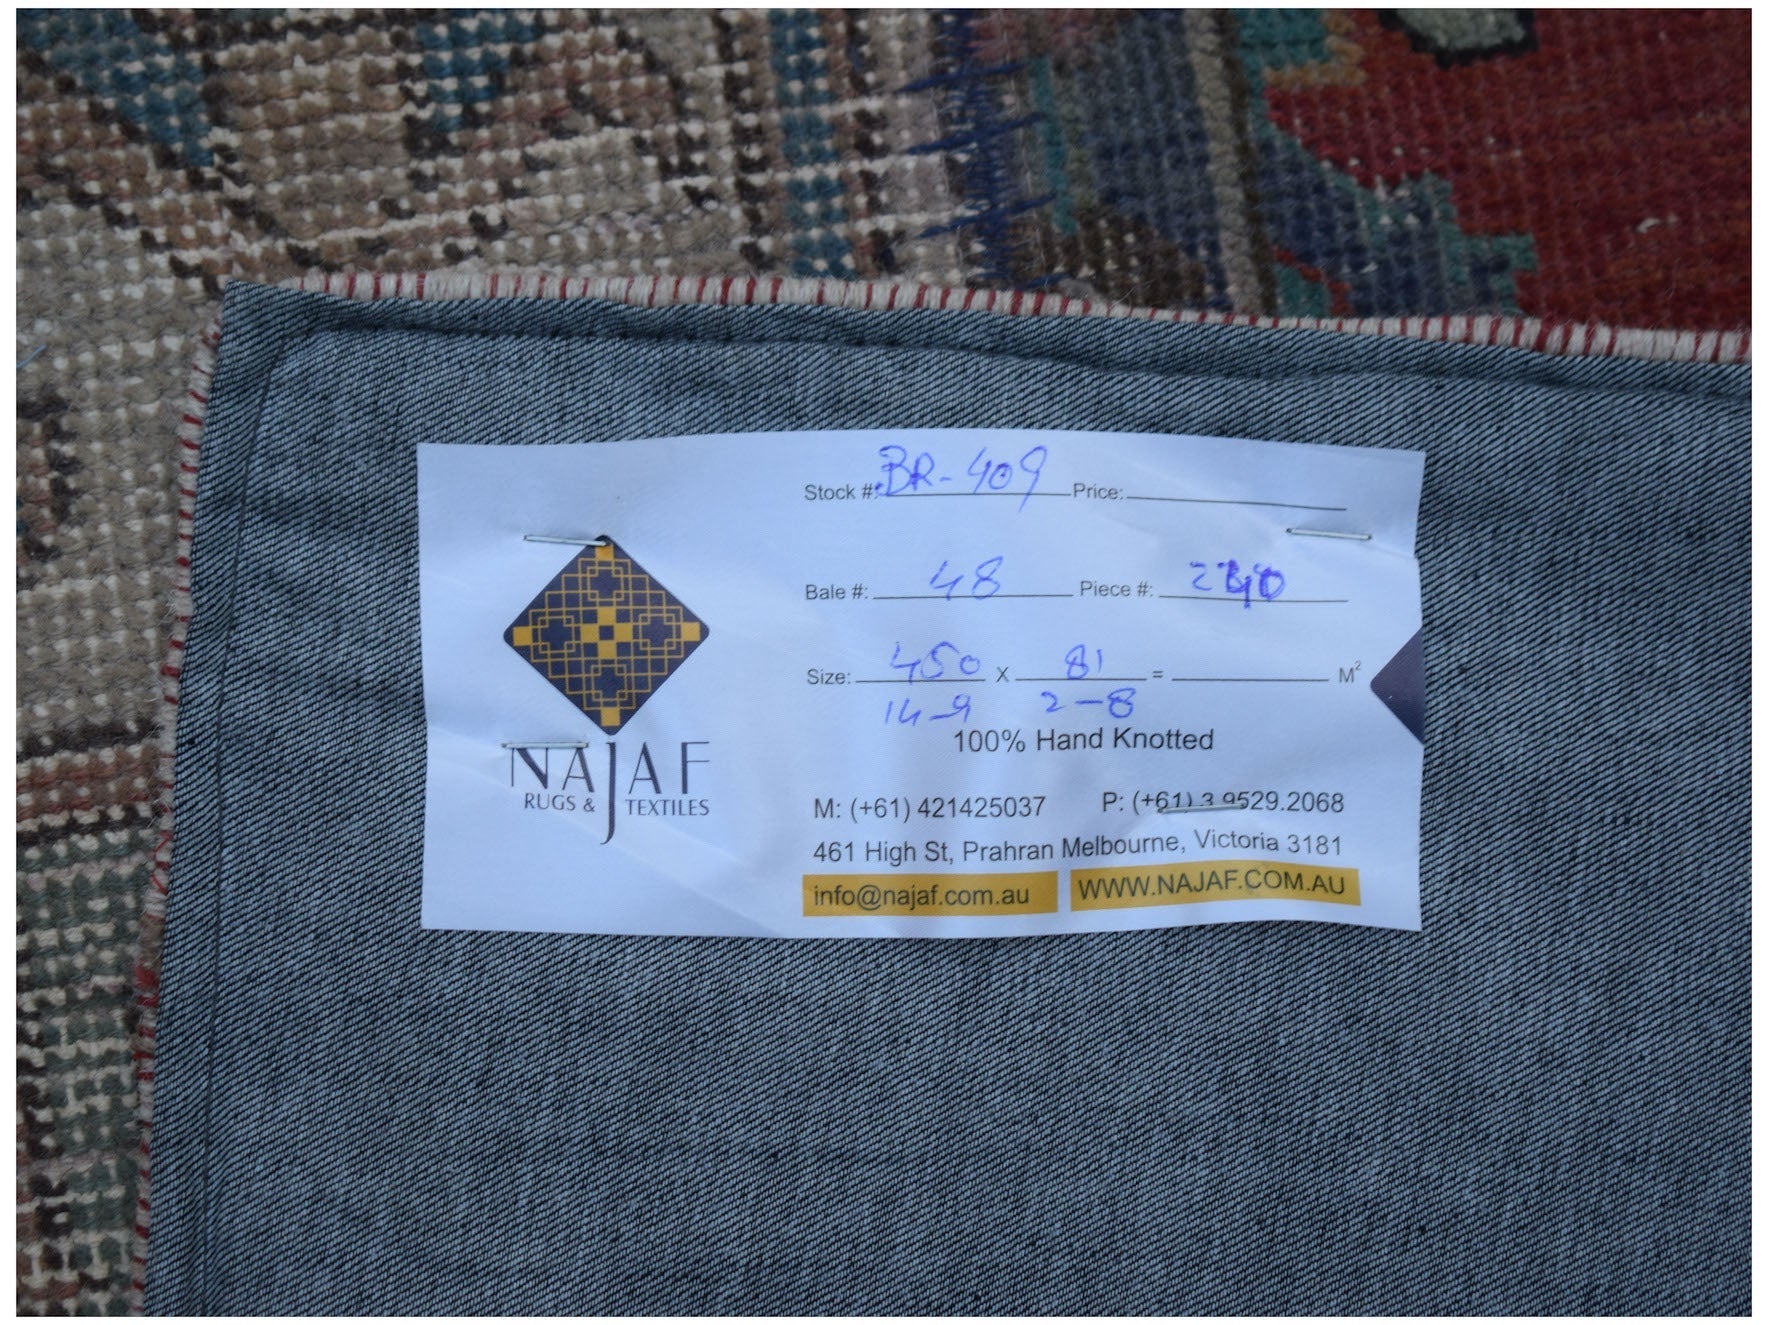 Stock #: BR-409 Price:
Bale #: 48 Piece #:
Size: 450 X 81 = M²
14-9 2-8
100% Hand Knotted
NAJAF
RUGS & TEXTILES
M: (+61) 421425037 P: (+61) 3 9529.2068
461 High St, Prahran Melbourne, Victoria 3181
info@najaf.com.au WWW.NAJAF.COM.AU